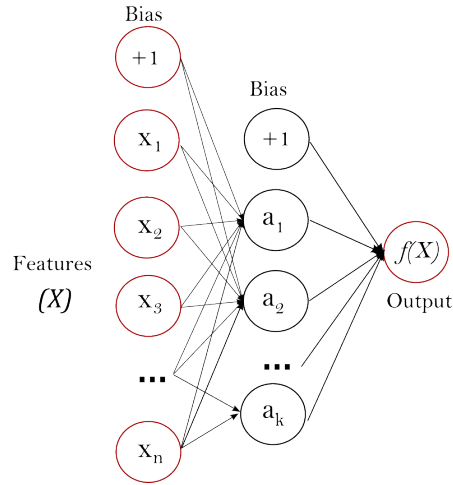 Bias
+1
x1
x2
x3
...
xn
Features
(X)
Bias
+1
a1
a2
...
ak
f(X)
Output